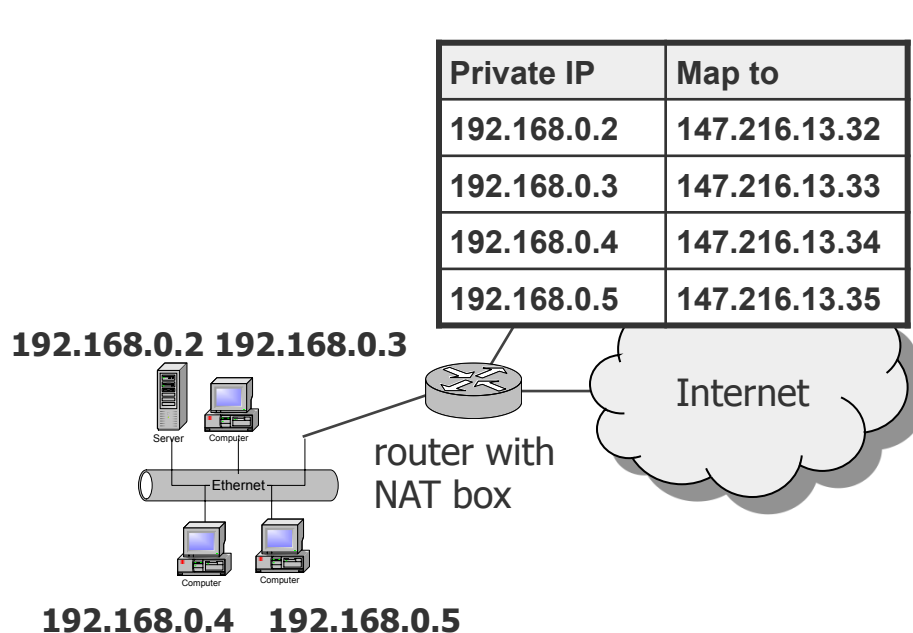 Private IP Map to
192.168.0.2 147.216.13.32
192.168.0.3 147.216.13.33
192.168.0.4 147.216.13.34
192.168.0.5 147.216.13.35
192.168.0.2 192.168.0.3
Internet
Server Computer
router with
NAT box
Ethernet
Computer Computer
192.168.0.4 192.168.0.5